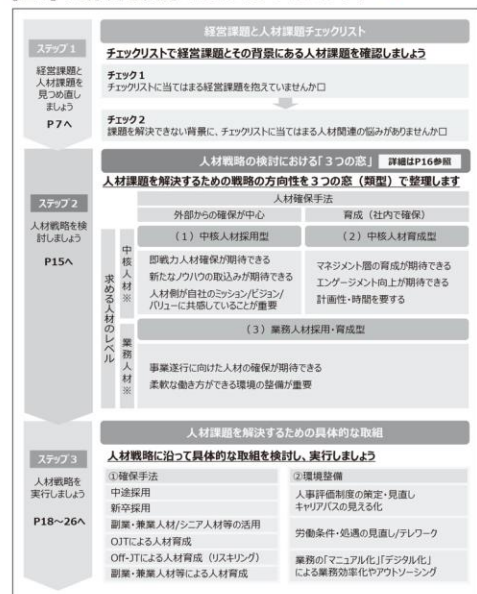 経営課題と人材課題チェックリスト
ステップ1
経営課題と
人材課題を
見つめ直し
ましょう
P7へ
チェックリストで経営課題とその背景にある人材課題を確認しましょう
チェック1
チェックリストに当てはまる経営課題を抱えていませんか□
チェック2
課題を解決できない背景に、チェックリストに当てはまる人材関連の悩みがありませんか□
ステップ2
人材戦略を検
討しましょう
P15へ
人材戦略の検討における「3つの窓」 詳細はP16参照
人材課題を解決するための戦略の方向性を3つの窓(類型)で整理します
人材確保手法
外部からの確保が中心
育成(社内で確保)
求める人材のレベル
中核人材※
(1)中核人材採用型
即戦力人材確保が期待できる
新たなノウハウの取込みが期待できる
人材側が自社のミッション/ビジョン/
バリューに共感していることが重要
(2)中核人材育成型
マネジメント層の育成が期待できる
エンゲージメント向上が期待できる
計画性・時間を要する
業務人材※
(3)業務人材採用・育成型
事業遂行に向けた人材の確保が期待できる
柔軟な働き方ができる環境の整備が重要
ステップ3
人材戦略を
実行しましょう
P18~26へ
人材課題を解決するための具体的な取組
人材戦略に沿って具体的な取組を検討し、実行しましょう
①確保手法
中途採用
新卒採用
副業・兼業人材/シニア人材等の活用
OJTによる人材育成
Off-JTによる人材育成(リスキリング)
副業・兼業人材等による人材育成
②環境整備
人事評価制度の策定・見直し
キャリアパスの見える化
労働条件・処遇の見直し/テレワーク
業務の「マニュアル化」「デジタル化」
による業務効率化やアウトソーシング